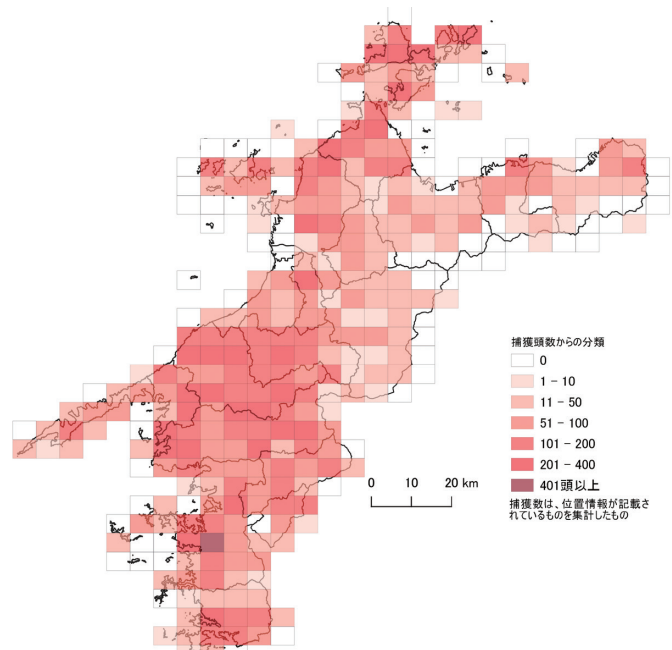 捕獲頭数からの分類
0
1 - 10
11 - 50
51 - 100
101 - 200
201 - 400
401頭以上
0 10 20 km
捕獲数は、位置情報が記載さ
れているものを集計したもの